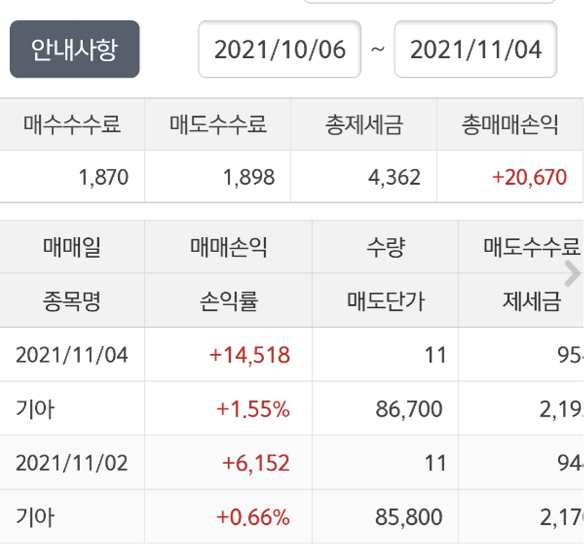 안내사항 2021/10/06 ~ 2021/11/04
매수수수료 매도수수료 총제세금 총매매손익
1,870 1,898 4,362 +20,670
매매일 매매손익 수량 매도수수료
종목명 손익률 매도단가 제세금
2021/11/04 +14,518 11 95
기아 +1.55% 86,700 2,19
2021/11/02 +6,152 11 94
기아 +0.66% 85,800 2,17